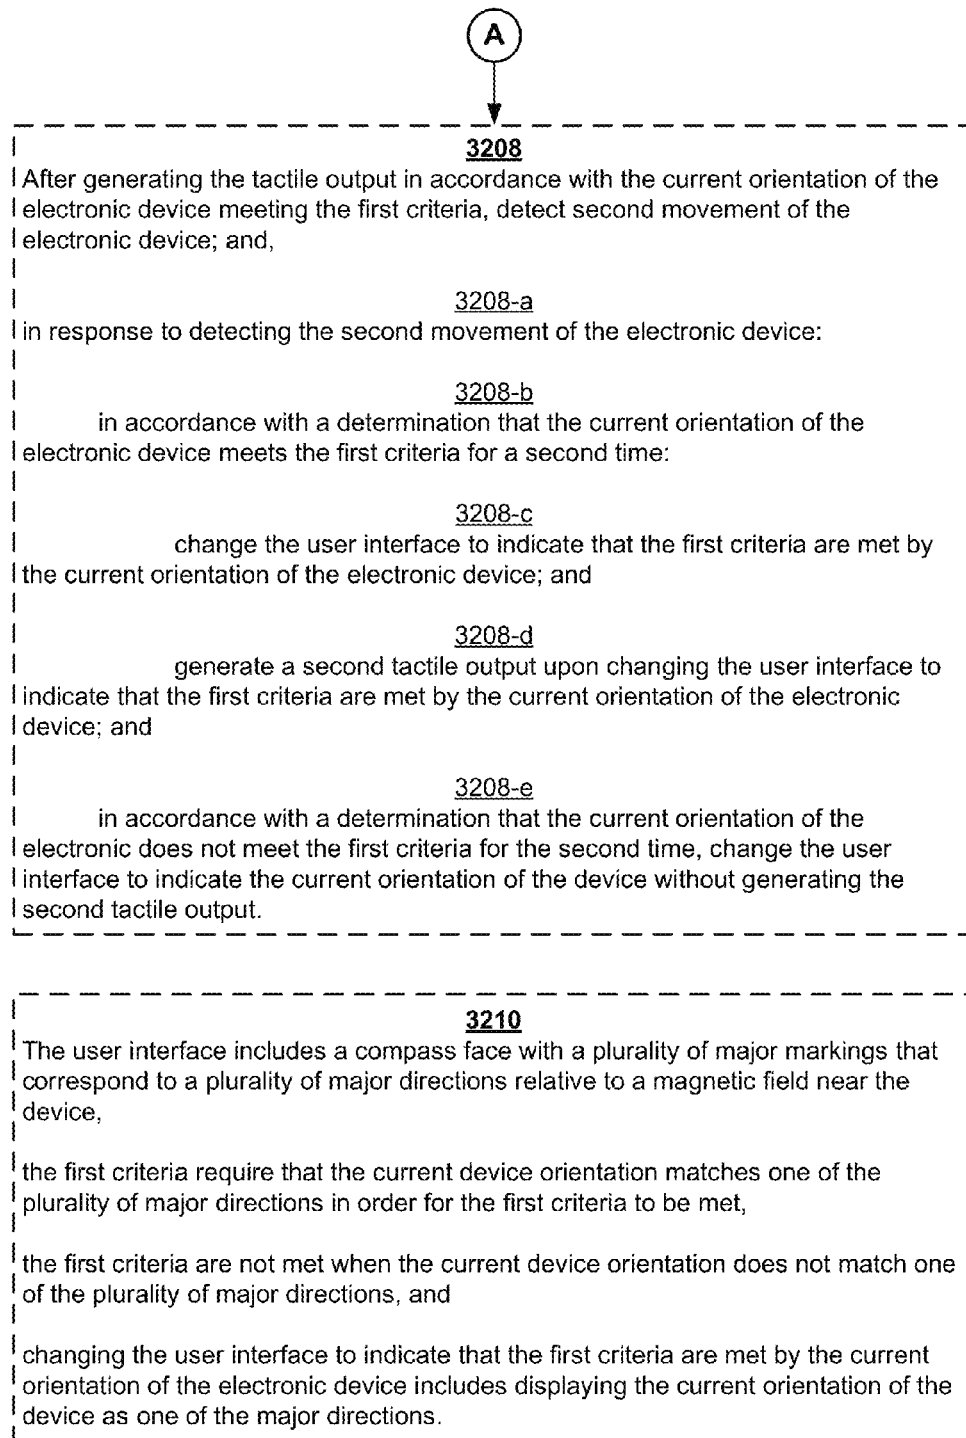 A
3208
After generating the tactile output in accordance with the current orientation of the
electronic device meeting the first criteria, detect second movement of the
electronic device; and,
3208-a
in response to detecting the second movement of the electronic device:
3208-b
in accordance with a determination that the current orientation of the
electronic device meets the first criteria for a second time:
3208-c
change the user interface to indicate that the first criteria are met by
the current orientation of the electronic device; and
3208-d
generate a second tactile output upon changing the user interface to
indicate that the first criteria are met by the current orientation of the electronic
device; and
3208-e
in accordance with a determination that the current orientation of the
electronic does not meet the first criteria for the second time, change the user
interface to indicate the current orientation of the device without generating the
second tactile output.
3210
The user interface includes a compass face with a plurality of major markings that
correspond to a plurality of major directions relative to a magnetic field near the
device,
the first criteria require that the current device orientation matches one of the
plurality of major directions in order for the first criteria to be met,
the first criteria are not met when the current device orientation does not match one
of the plurality of major directions, and
changing the user interface to indicate that the first criteria are met by the current
orientation of the electronic device includes displaying the current orientation of the
device as one of the major directions.